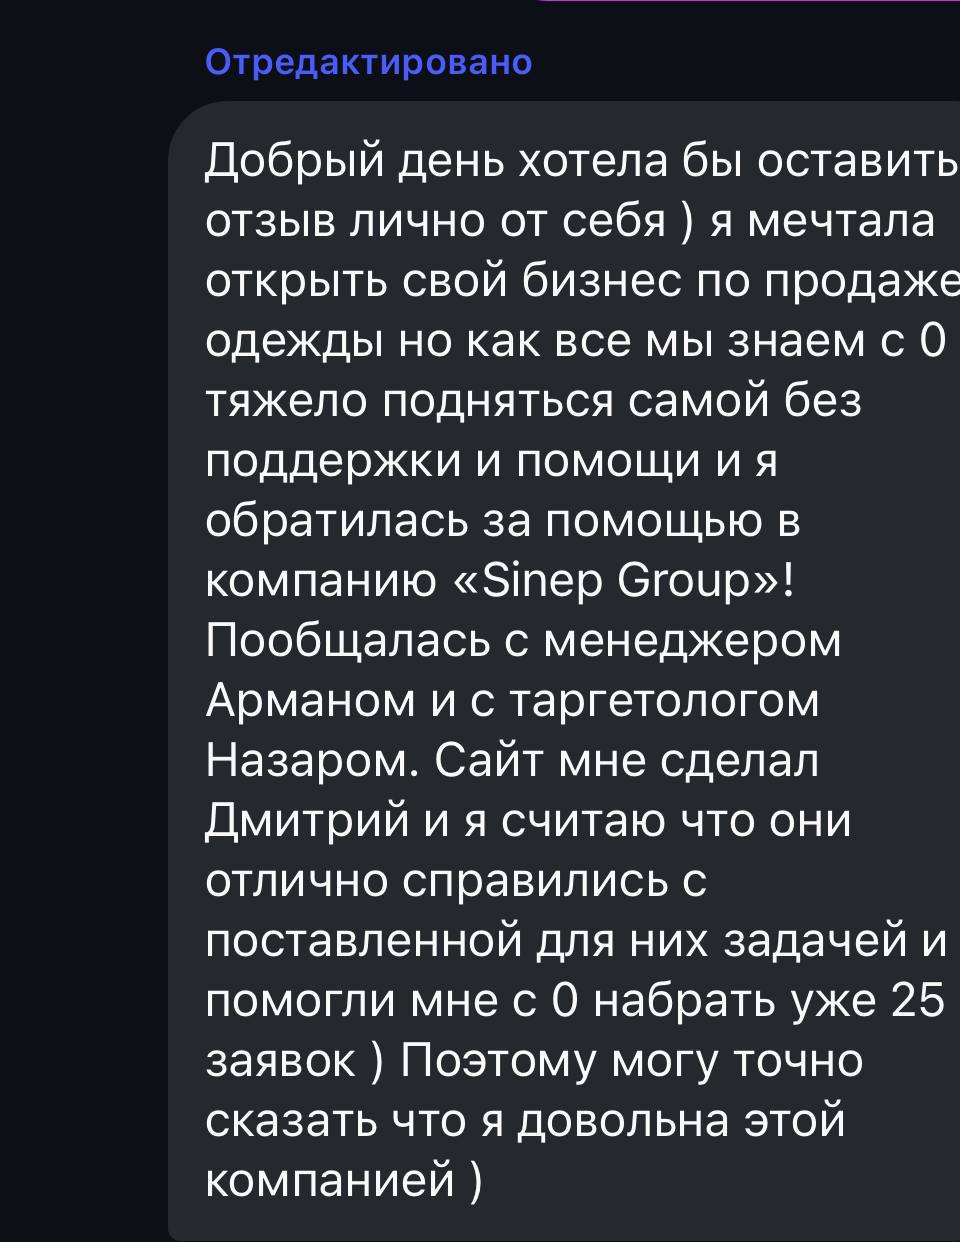 Отредактировано
Добрый день хотела бы оставить
отзыв лично от себя ) я мечтала
открыть свой бизнес по продаже
одежды но как все мы знаем с 0
тяжело подняться самой без
поддержки и помощи и я
обратилась за помощью в
компанию «Sinep Group»!
Пообщалась с менеджером
Арманом и с таргетологом
Назаром. Сайт мне сделал
Дмитрий и я считаю что они
отлично справились с
поставленной для них задачей и
помогли мне с 0 набрать уже 25
заявок ) Поэтому могу точно
сказать что я довольна этой
компанией )